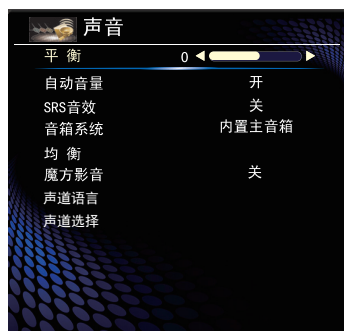 声音
平 衡 0
自动音量 开
SRS音效 关
音箱系统 内置主音箱
均 衡
魔方影音 关
声道语言
声道选择